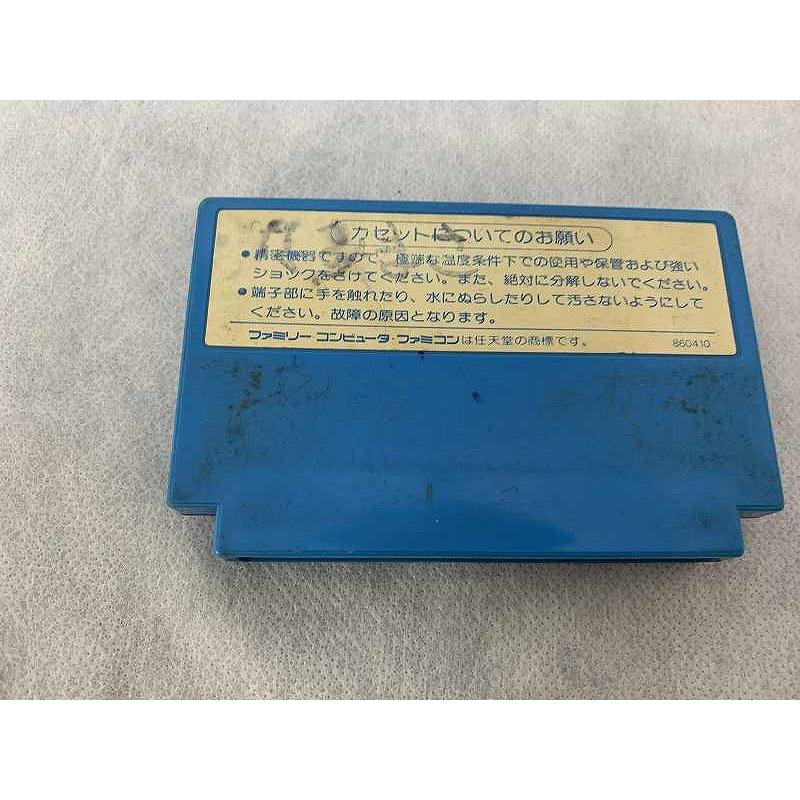 カセットについてのお願い
●精密機器ですので、極端な温度条件下での使用や保管および強い
ショックをさけてください。また、絶対に分解しないでください。
●端子部に手を触れたり、水にぬらしたりして汚さないようにして
ください。故障の原因となります。
ファミリーコンピュータ・ファミコンは任天堂の商標です。 860410